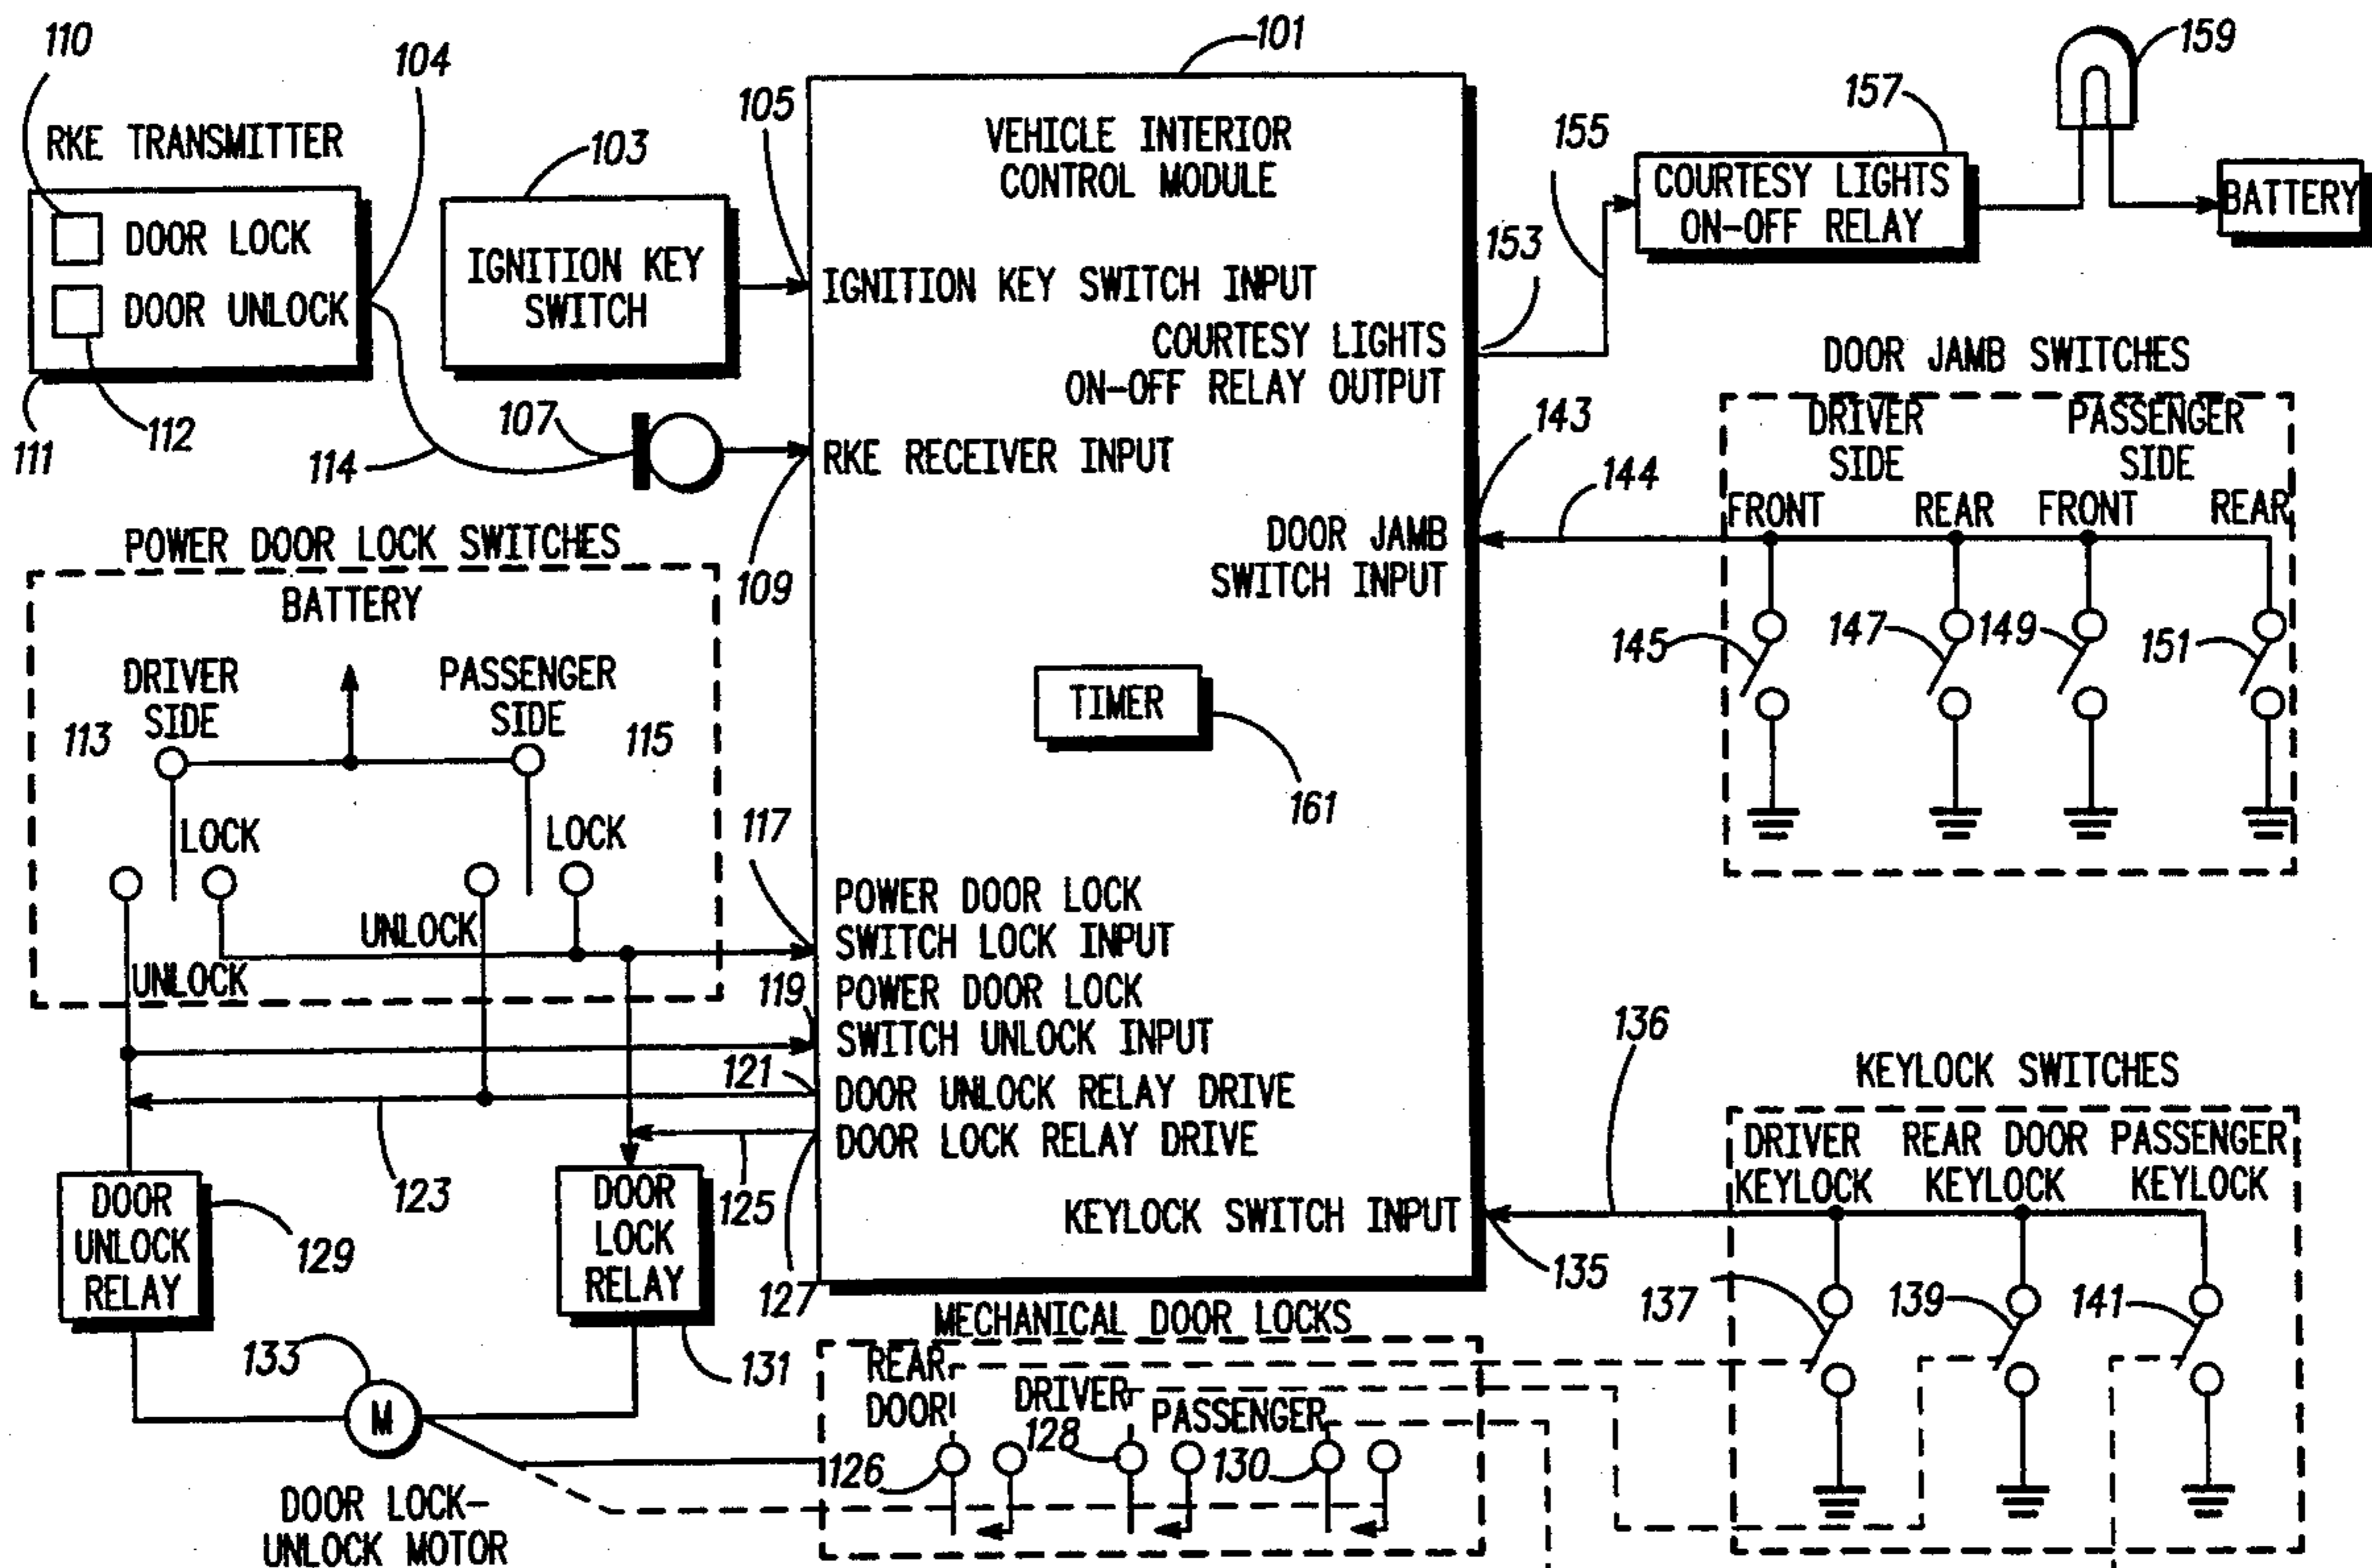 110
104
101
159
RKE TRANSMITTER
DOOR LOCK
DOOR UNLOCK
111
112
114
103
IGNITION KEY
SWITCH
105
107
109
VEHICLE INTERIOR
CONTROL MODULE
IGNITION KEY SWITCH INPUT
COURTESY LIGHTS
ON-OFF RELAY OUTPUT
RKE RECEIVER INPUT
DOOR JAMB
SWITCH INPUT
TIMER
161
153
155
157
COURTESY LIGHTS
ON-OFF RELAY
BATTERY
143
144
DOOR JAMB SWITCHES
DRIVER
SIDE
PASSENGER
SIDE
FRONT
REAR
FRONT
REAR
145
147
149
151
POWER DOOR LOCK SWITCHES
BATTERY
DRIVER
SIDE
PASSENGER
SIDE
113
115
LOCK
LOCK
UNLOCK
UNLOCK
117
119
121
POWER DOOR LOCK
SWITCH LOCK INPUT
POWER DOOR LOCK
SWITCH UNLOCK INPUT
DOOR UNLOCK RELAY DRIVE
DOOR LOCK RELAY DRIVE
KEYLOCK SWITCH INPUT
123
125
127
DOOR
UNLOCK
RELAY
129
DOOR
LOCK
RELAY
131
133
M
DOOR LOCK-
UNLOCK MOTOR
135
136
KEYLOCK SWITCHES
DRIVER
KEYLOCK
REAR DOOR
KEYLOCK
PASSENGER
KEYLOCK
137
139
141
MECHANICAL DOOR LOCKS
REAR
DOOR
DRIVER
PASSENGER
126
128
130